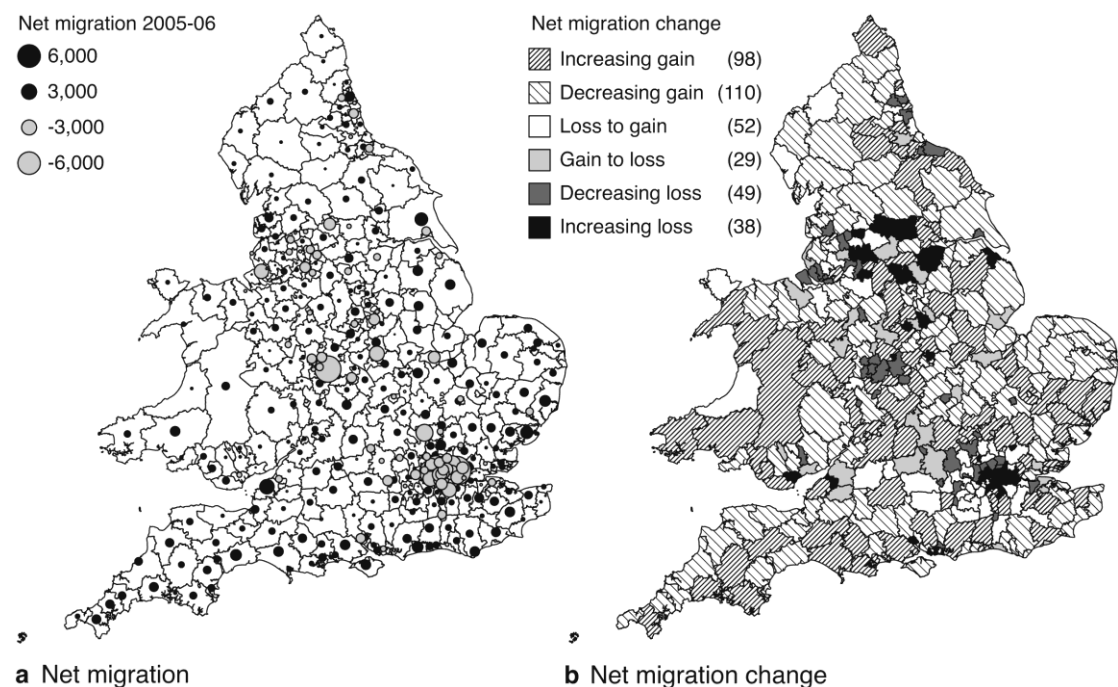 Net migration 2005-06
6,000
3,000
-3,000
-6,000
a Net migration
Net migration change
Increasing gain (98)
Decreasing gain (110)
Loss to gain (52)
Gain to loss (29)
Decreasing loss (49)
Increasing loss (38)
b Net migration change